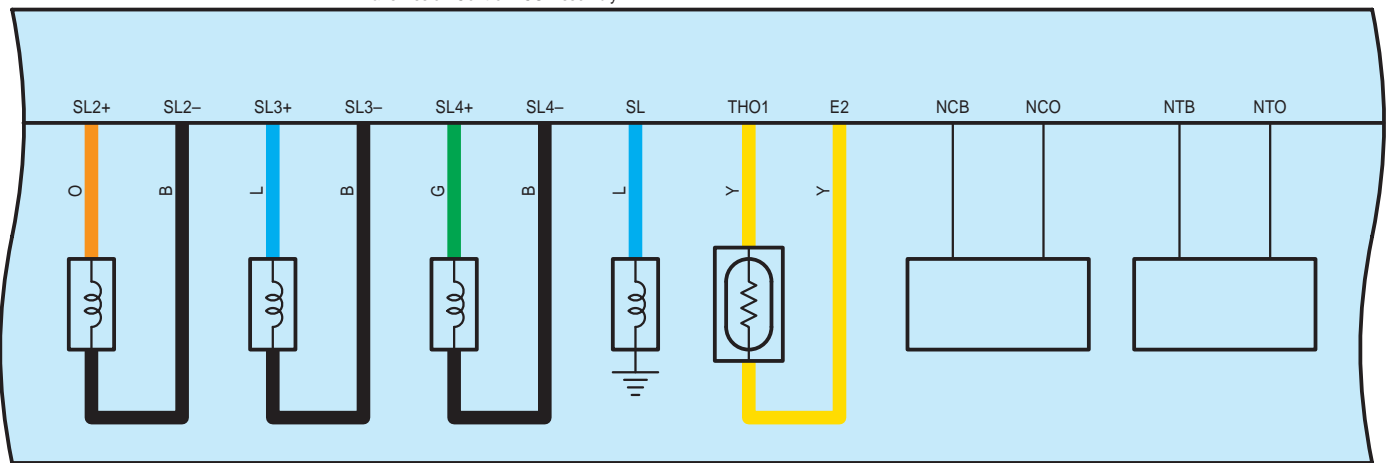 SL2+ SL2– SL3+ SL3– SL4+ SL4– SL THO1 E2 NCB NCO NTB NTO
O B L B G B L Y Y